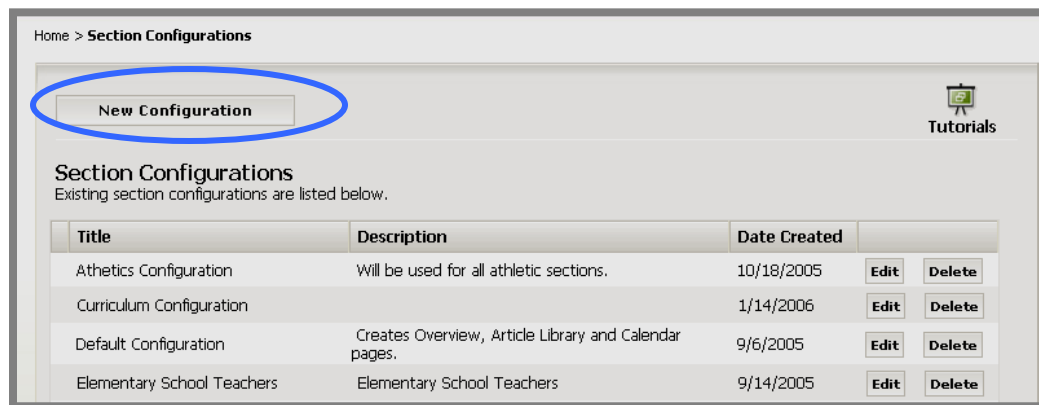 Home > Section Configurations
New Configuration
Tutorials
Section Configurations
Existing section configurations are listed below.
Title Description Date Created
Athetics Configuration Will be used for all athletic sections. 10/18/2005 Edit Delete
Curriculum Configuration 1/14/2006 Edit Delete
Default Configuration Creates Overview, Article Library and Calendar
pages. 9/6/2005 Edit Delete
Elementary School Teachers Elementary School Teachers 9/14/2005 Edit Delete